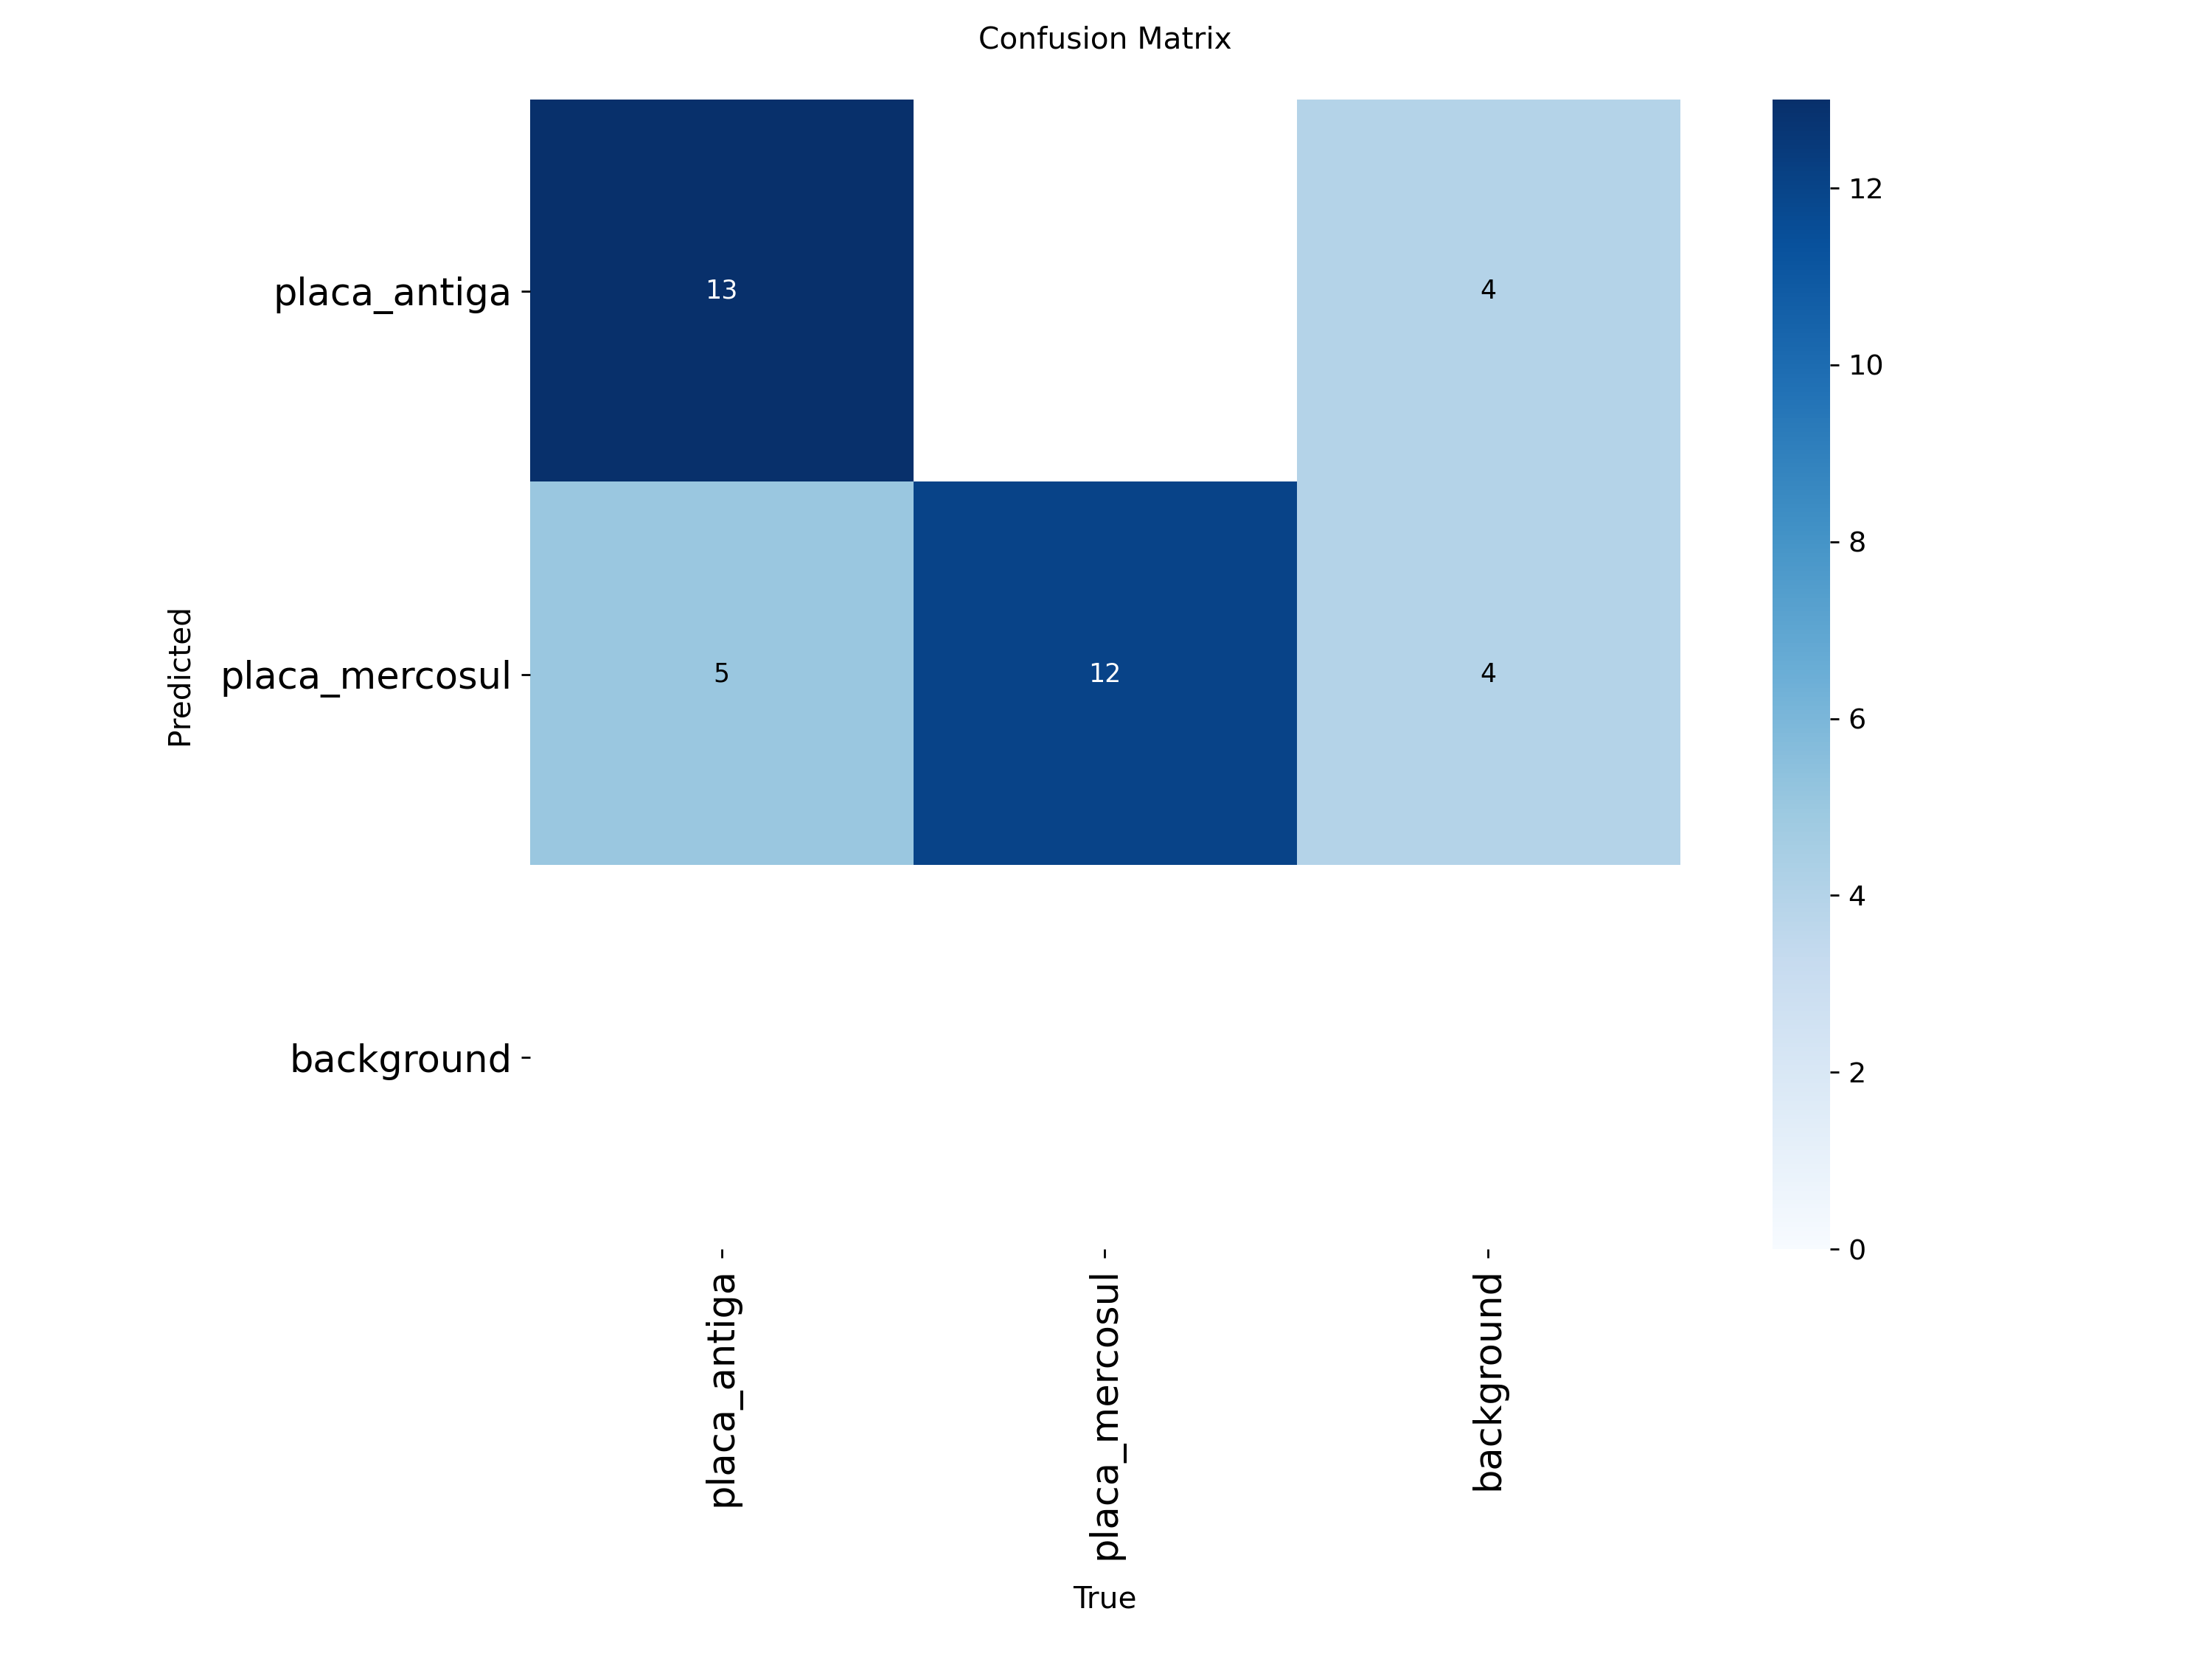 Confusion Matrix
placa_antiga
13
4
12
10
8
Predicted
placa_mercosul
5
12
4
6
4
background
2
0
placa_antiga
placa_mercosul
background
True